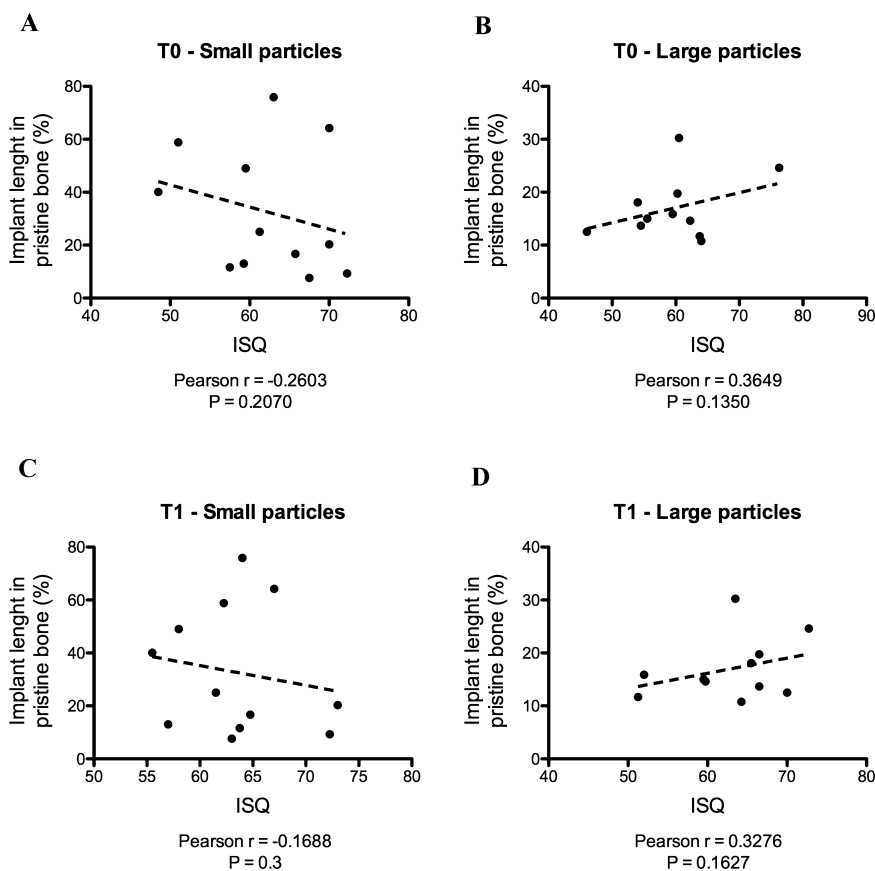 A
T0 - Small particles
Implant lenght in
pristine bone (%)
80
60
40
20
0
40
50
60
70
80
ISQ
Pearson r = -0.2603
P = 0.2070
B
T0 - Large particles
Implant lenght in
pristine bone (%)
40
30
20
10
0
40
50
60
70
80
90
ISQ
Pearson r = 0.3649
P = 0.1350
C
T1 - Small particles
Implant lenght in
pristine bone (%)
80
60
40
20
0
50
55
60
65
70
75
80
ISQ
Pearson r = -0.1688
P = 0.3
D
T1 - Large particles
Implant lenght in
pristine bone (%)
40
30
20
10
0
40
50
60
70
80
ISQ
Pearson r = 0.3276
P = 0.1627